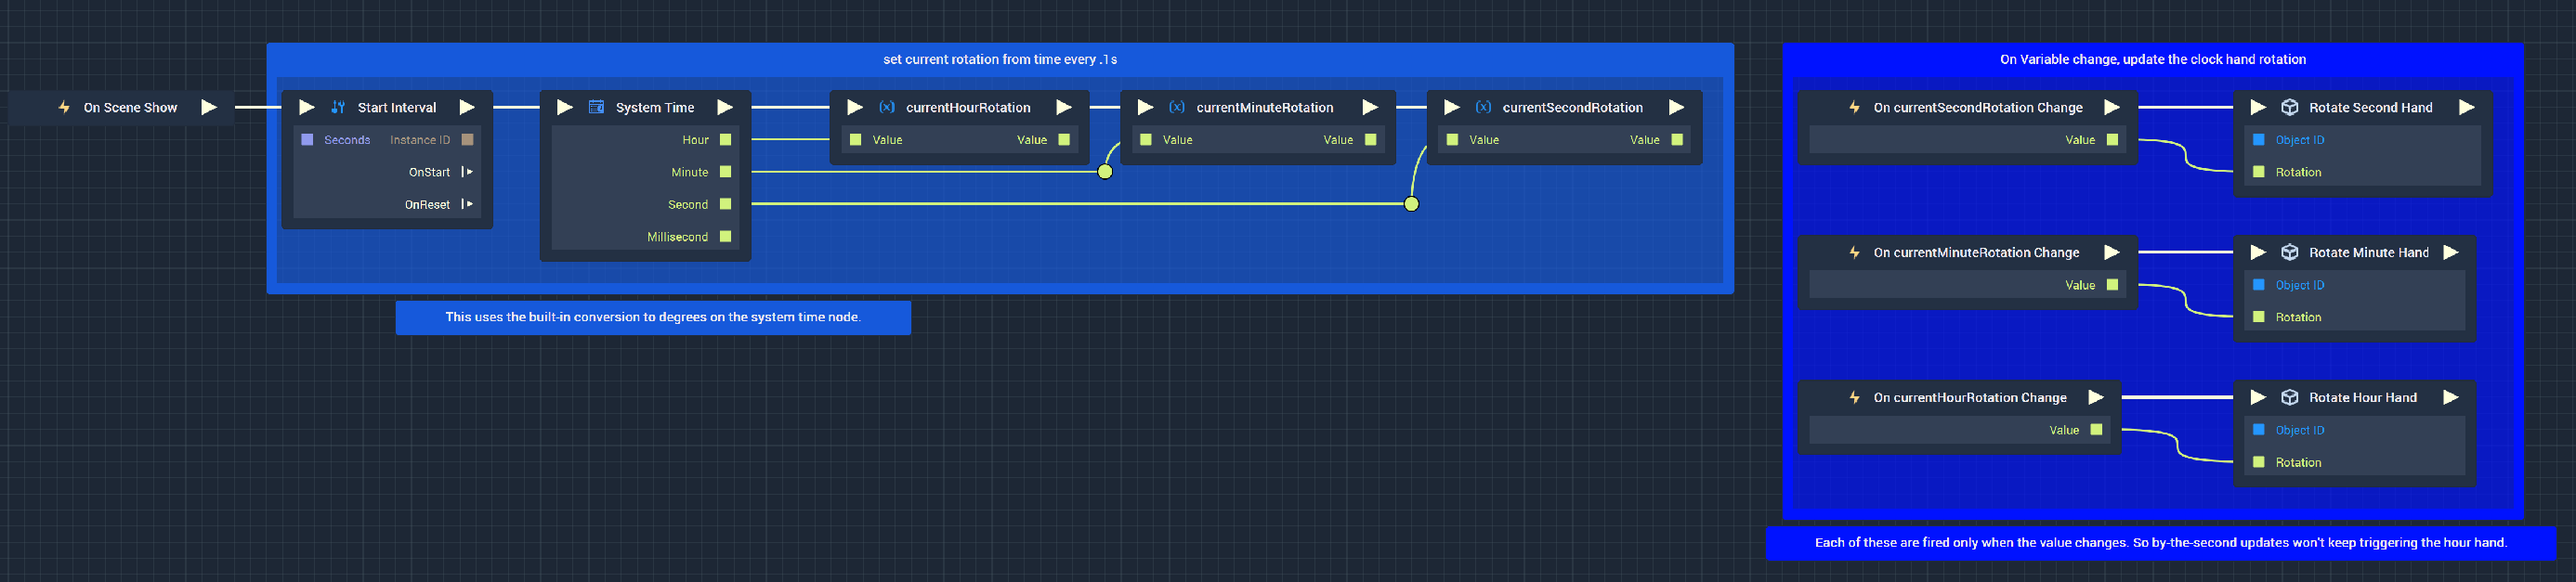 set current rotation from time every .1s
On Scene Show
Start Interval
Seconds Instance ID
OnStart
OnReset
System Time
Hour
Minute
Second
Millisecond
currentHourRotation
Value Value
currentMinuteRotation
Value Value
currentSecondRotation
Value Value
This uses the built-in conversion to degrees on the system time node.
On Variable change, update the clock hand rotation
On currentSecondRotation Change
Value
Rotate Second Hand
Object ID
Rotation
On currentMinuteRotation Change
Value
Rotate Minute Hand
Object ID
Rotation
On currentHourRotation Change
Value
Rotate Hour Hand
Object ID
Rotation
Each of these are fired only when the value changes. So by-the-second updates won't keep triggering the hour hand.